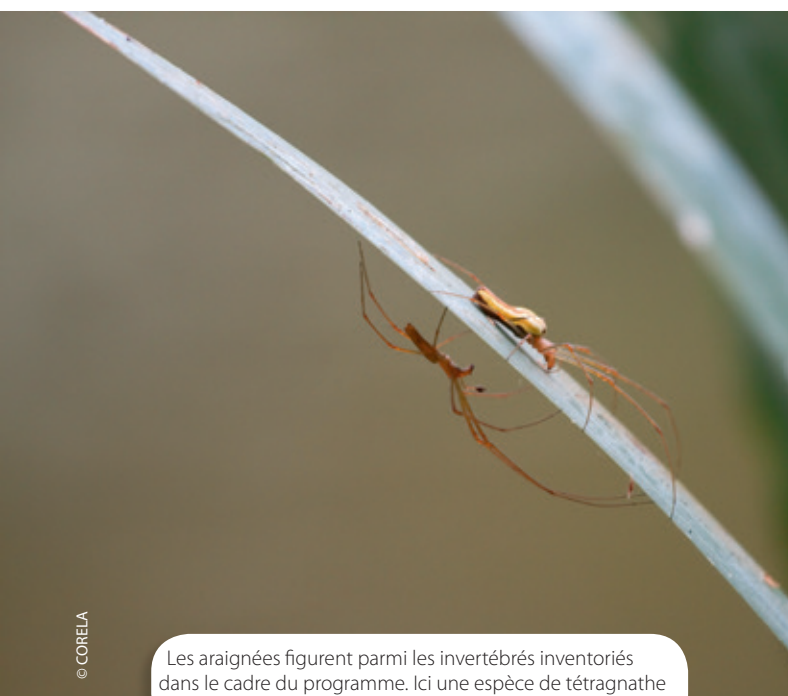 © CORELA
Les araignées figurent parmi les invertébrés inventoriés
dans le cadre du programme. Ici une espèce de tétragnathe